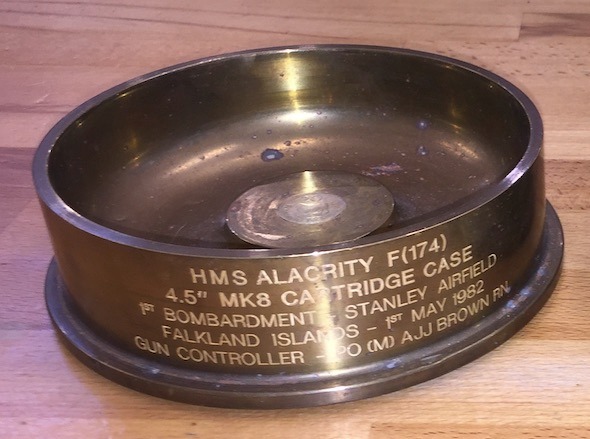 HMS ALACRITY F(174)
4.5" MK8 CARTRIDGE CASE
1ST BOMBARDMENT - STANLEY AIRFIELD
FALKLAND ISLANDS - 1ST MAY 1982
GUN CONTROLLER - PO (M) AJJ BROWN RN.